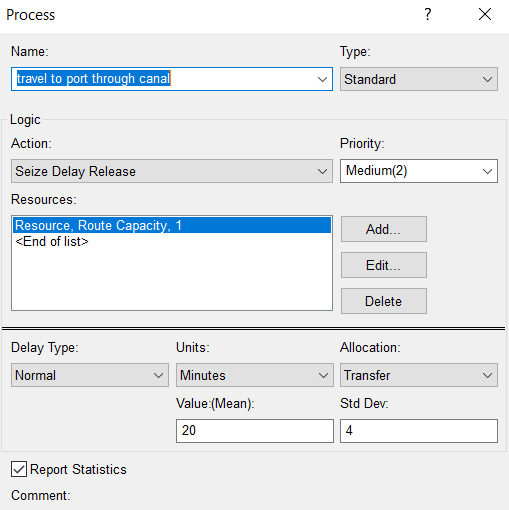 Process ? ×
Name: Type:
travel to port through canal Standard
Logic
Action: Priority:
Seize Delay Release Medium(2)
Resources:
Resource, Route Capacity, 1 Add...
<End of list>
Edit...
Delete
Delay Type: Units: Allocation:
Normal Minutes Transfer
Value:(Mean): Std Dev:
20 4
Report Statistics
Comment: